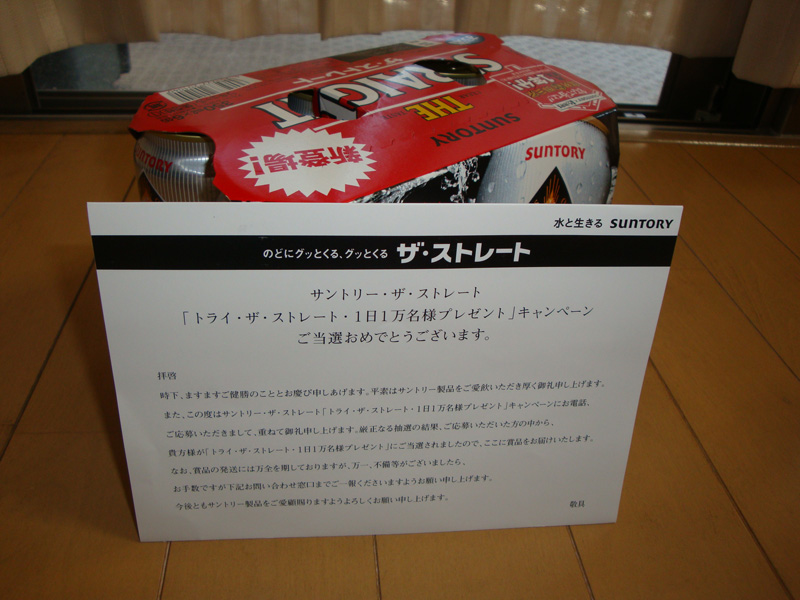 ザ・ストレート
STRAIGHT
THE
SUNTORY
新登場!
SUNTORY
SUNTORY
水と生きる SUNTORY
のどにグッとくる、グッとくる ザ・ストレート
サントリー・ザ・ストレート
「トライ・ザ・ストレート・1日1万名様プレゼント」キャンペーン
ご当選おめでとうございます。
拝啓
時下、ますますご健勝のこととお慶び申しあげます。平素はサントリー製品をご愛飲いただき厚く御礼申し上げます。
また、この度はサントリー・ザ・ストレート「トライ・ザ・ストレート・1日1万名様プレゼント」キャンペーンにお電話、
ご応募いただきまして、重ねて御礼申し上げます。厳正なる抽選の結果、ご応募いただいた方の中から、
貴方様が「トライ・ザ・ストレート・1日1万名様プレゼント」にご当選されましたので、ここに賞品をお届けいたします。
なお、賞品の発送には万全を期しておりますが、万一、不備等がございましたら、
お手数ですが下記お問い合わせ窓口までご一報くださいますようお願い申し上げます。
今後ともサントリー製品をご愛顧賜りますようよろしくお願い申し上げます。
敬具